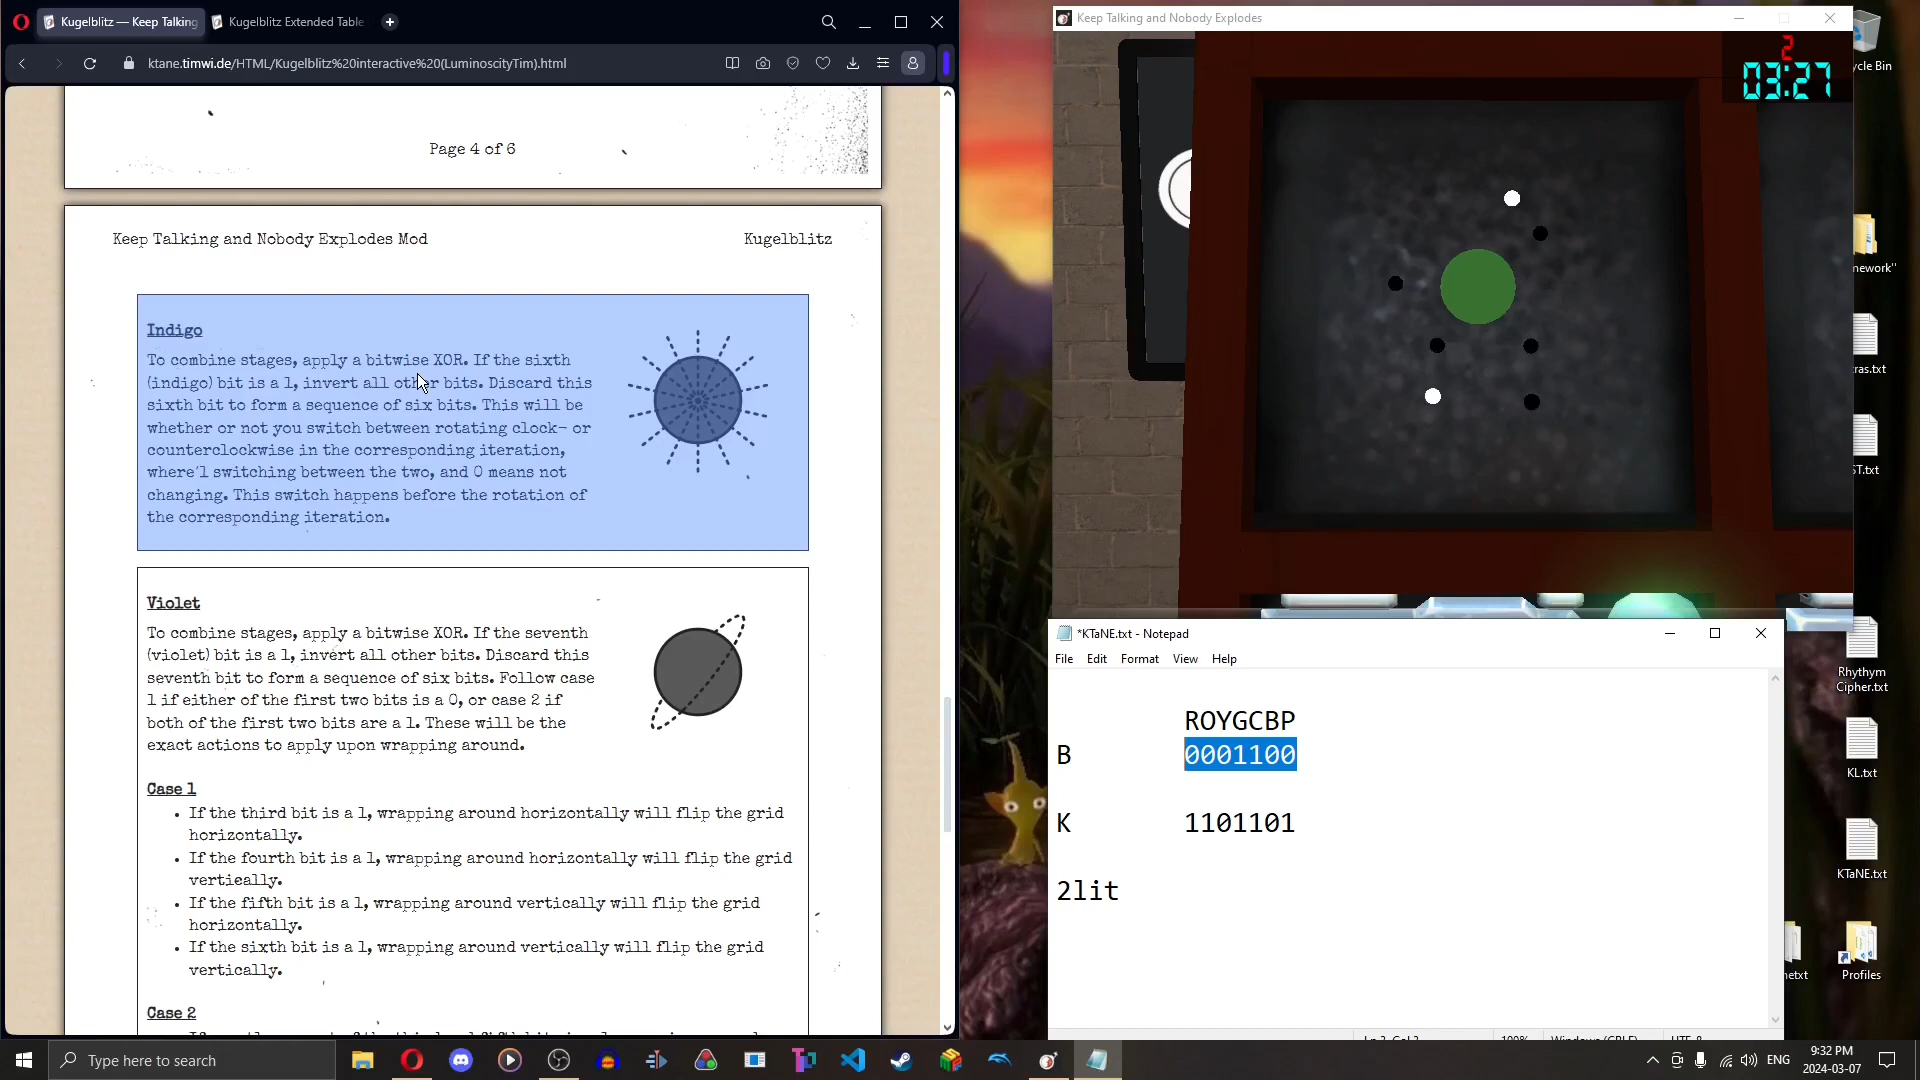 Kugelblitz — Keep Talking
Kugelblitz Extended Table
ktane.timwi.de/HTML/Kugelblitz%20interactive%20(LuminoscityTim).html
Page 4 of 6
Keep Talking and Nobody Explodes Mod
Kugelblitz
Indigo
To combine stages, apply a bitwise XOR. If the sixth
(indigo) bit is a 1, invert all other bits. Discard this
sixth bit to form a sequence of six bits. This will be
whether or not you switch between rotating clock- or
counterclockwise in the corresponding iteration,
where 1 switching between the two, and 0 means not
changing. This switch happens before the rotation of
the corresponding iteration.
Violet
To combine stages, apply a bitwise XOR. If the seventh
(violet) bit is a 1, invert all other bits. Discard this
seventh bit to form a sequence of six bits. Follow case
1 if either of the first two bits is a 0, or case 2 if
both of the first two bits are a 1. These will be the
exact actions to apply upon wrapping around.
Case 1
• If the third bit is a 1, wrapping around horizontally will flip the grid
horizontally.
• If the fourth bit is a 1, wrapping around horizontally will flip the grid
vertically.
• If the fifth bit is a 1, wrapping around vertically will flip the grid
horizontally.
• If the sixth bit is a 1, wrapping around vertically will flip the grid
vertically.
Case 2
Keep Talking and Nobody Explodes
2
03:27
*KTaNE.txt - Notepad
File Edit Format View Help
ROYGCBP
B 0001100
K 1101101
2lit
100%
ycle Bin
mework"
ras.txt
ST.txt
Rhythym
Cipher.txt
KL.txt
KTaNE.txt
netxt
Profiles
Type here to search
ENG
9:32 PM
2024-03-07